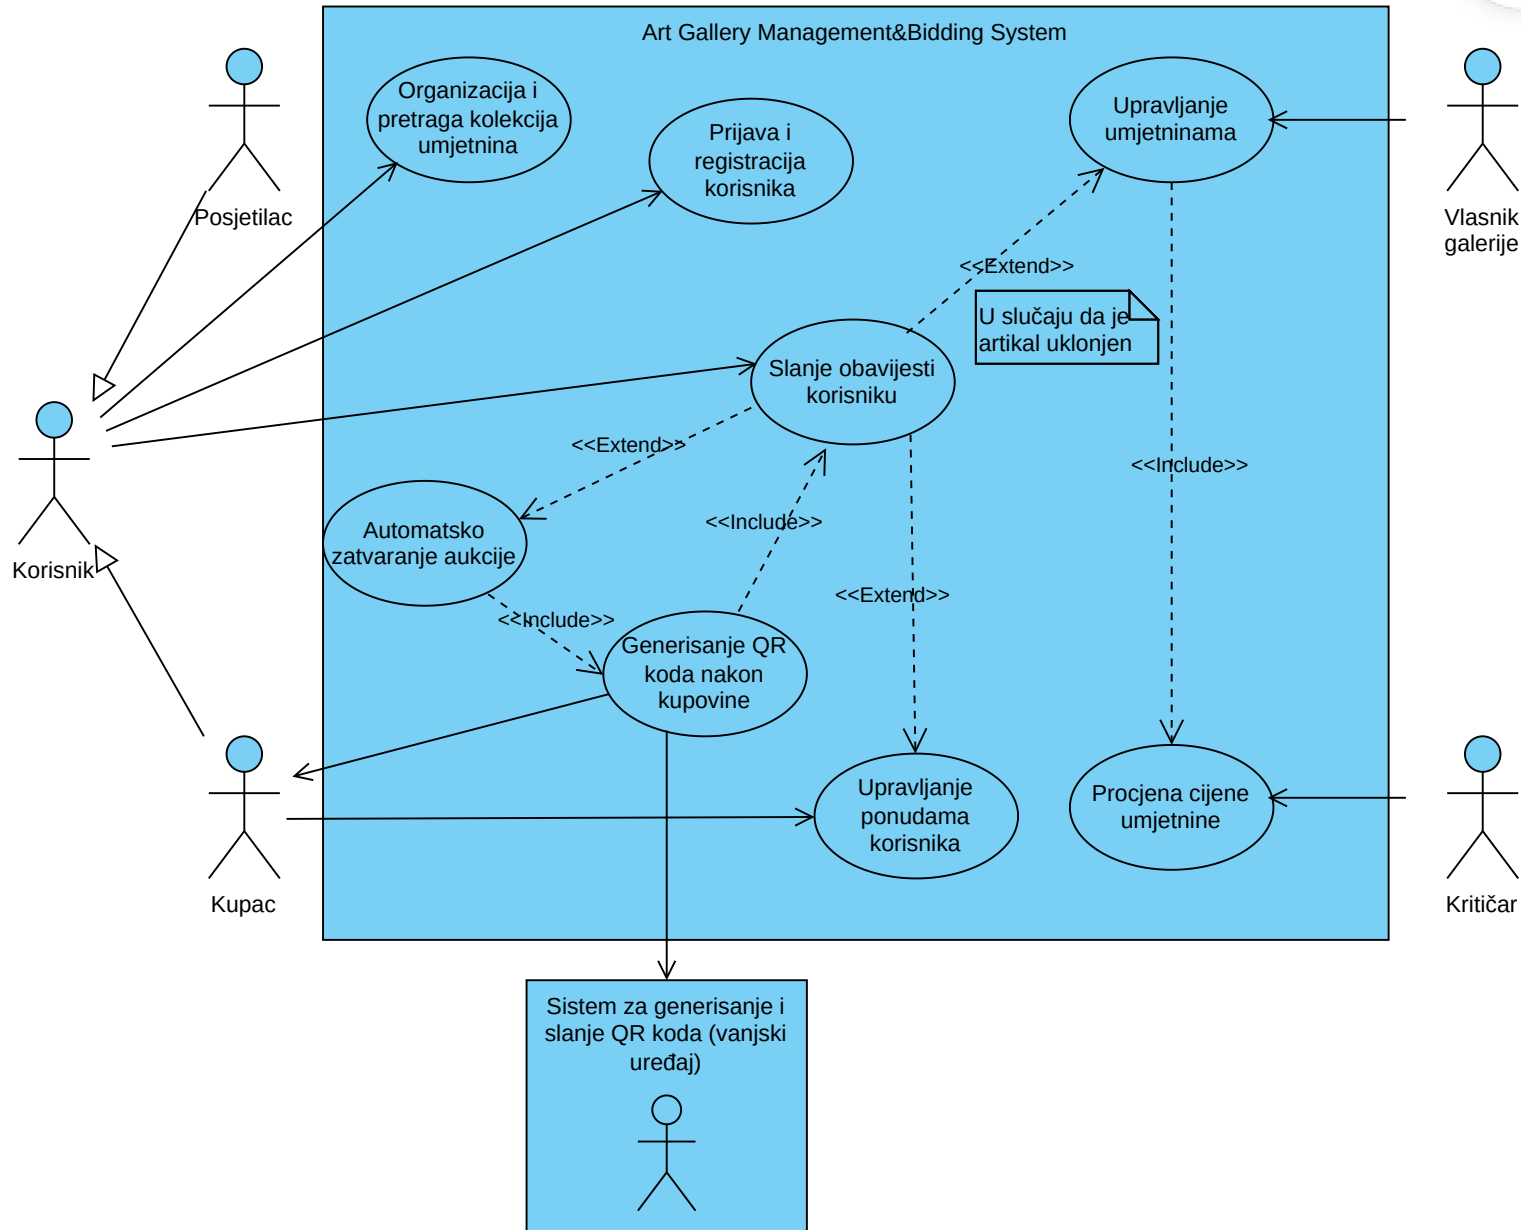 Art Gallery Management&Bidding System
Organizacija i
pretraga kolekcija
umjetnina
Prijava i
registracija
korisnika
Upravljanje
umjetninama
Posjetilac
Vlasnik
galerije
<<Extend>>
U slučaju da je
artikal uklonjen
Slanje obavijesti
korisniku
<<Extend>>
<<Include>>
Korisnik
Automatsko
zatvaranje aukcije
<<Include>>
<<Extend>>
<<Include>>
Generisanje QR
koda nakon
kupovine
Upravljanje
ponudama
korisnika
Procjena cijene
umjetnine
Kupac
Kritičar
Sistem za generisanje i
slanje QR koda (vanjski
uređaj)